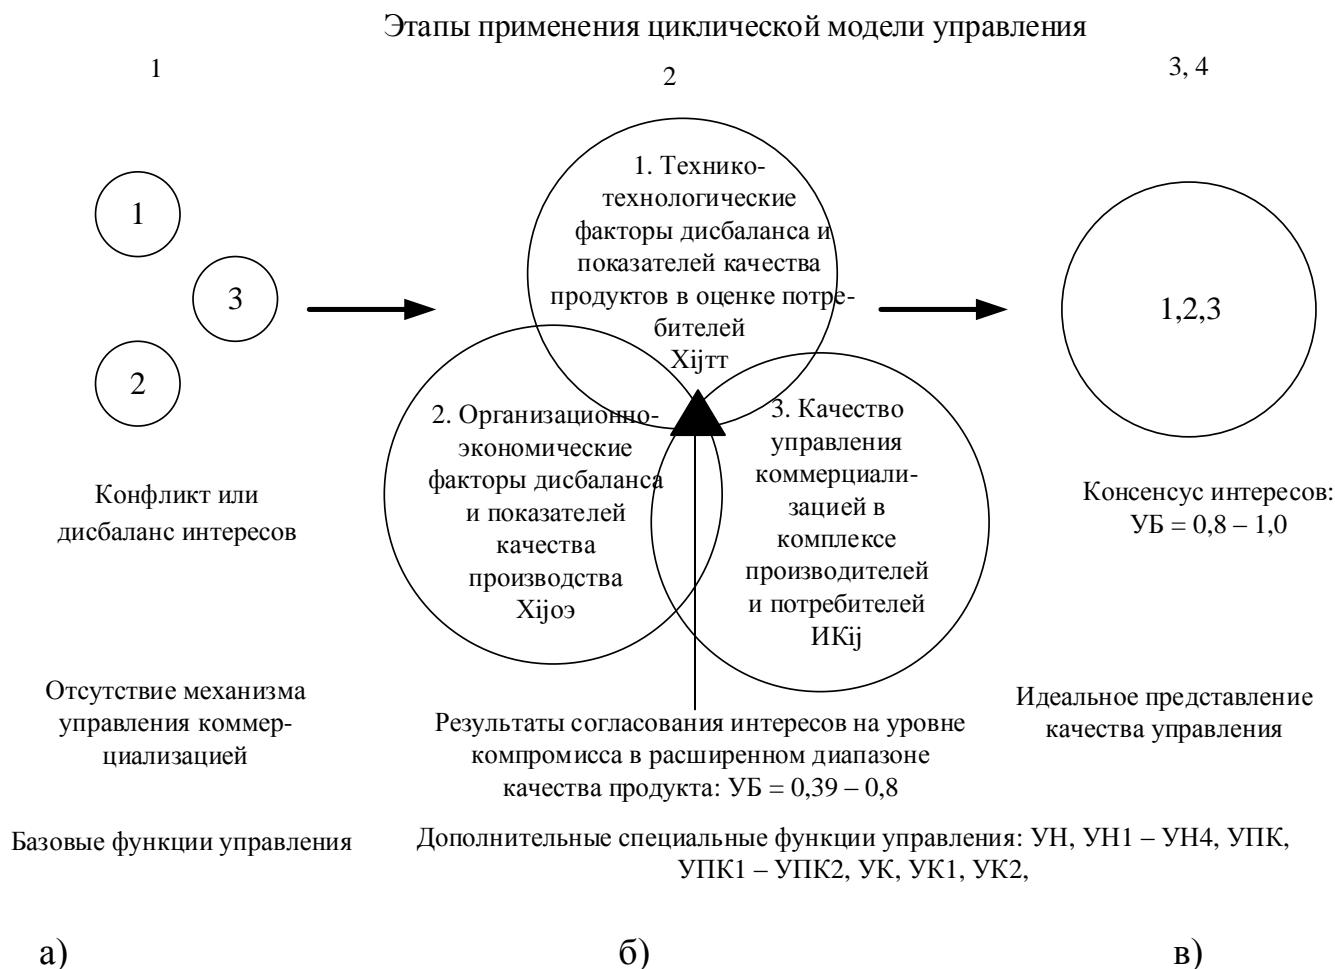 Этапы применения циклической модели управления
1
2
3, 4
1
3
2
Конфликт или
дисбаланс интересов
Отсутствие механизма
управления коммер-
циализацией
Базовые функции управления
1. Технико-
технологические
факторы дисбаланса и
показателей качества
продуктов в оценке потре-
бителей
Xijтт
2. Организационно-
экономические
факторы дисбаланса
и показателей
качества
производства
Xijоэ
3. Качество
управления
коммерциали-
зацией в
комплексе
производителей
и потребителей
ИКij
Результаты согласования интересов на уровне
компромисса в расширенном диапазоне
качества продукта: УБ = 0,39 – 0,8
Дополнительные специальные функции управления: УН, УН1 – УН4, УПК,
УПК1 – УПК2, УК, УК1, УК2,
1,2,3
Консенсус интересов:
УБ = 0,8 – 1,0
Идеальное представление
качества управления
а)
б)
в)